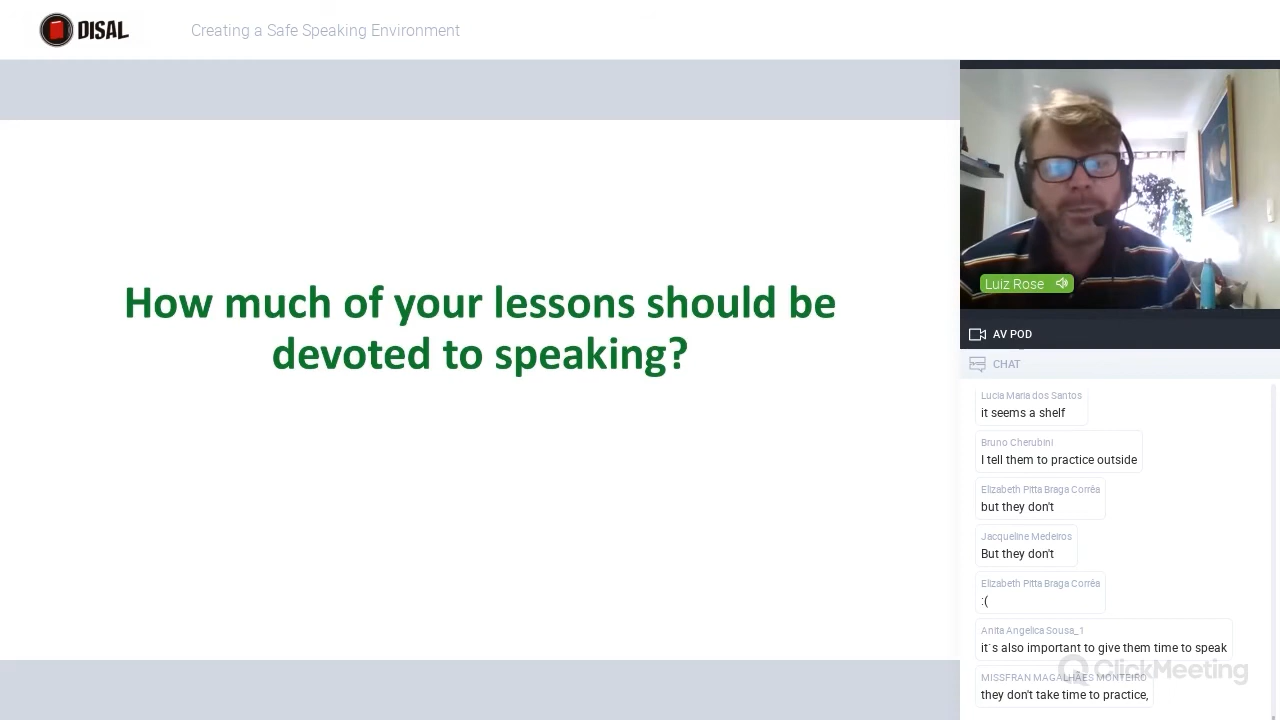 DISAL
Creating a Safe Speaking Environment
How much of your lessons should be
devoted to speaking?
Luiz Rose
AV POD
CHAT
Lucia Maria dos Santos
it seems a shelf
Bruno Cherubini
I tell them to practice outside
Elizabeth Pitta Braga Corrêa
but they don't
Jacqueline Medeiros
But they don't
Elizabeth Pitta Braga Corrêa
:(
Anita Angelica Sousa_1
it´s also important to give them time to speak
ClickMeeting
MISSFRAN MAGALHÃES MONTEIRO
they don't take time to practice,